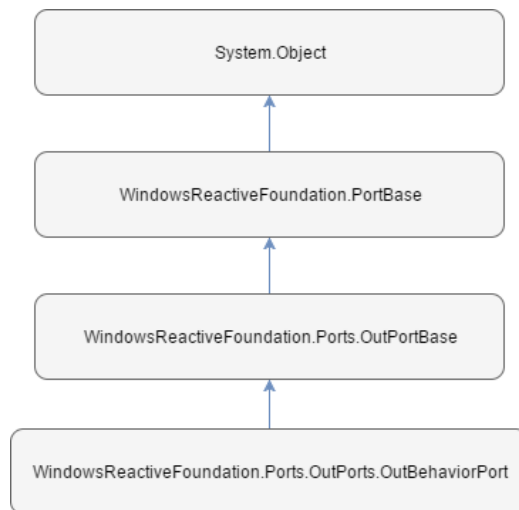 System.Object
WindowsReactiveFoundation.PortBase
WindowsReactiveFoundation.Ports.OutPortBase
WindowsReactiveFoundation.Ports.OutPorts.OutBehaviorPort